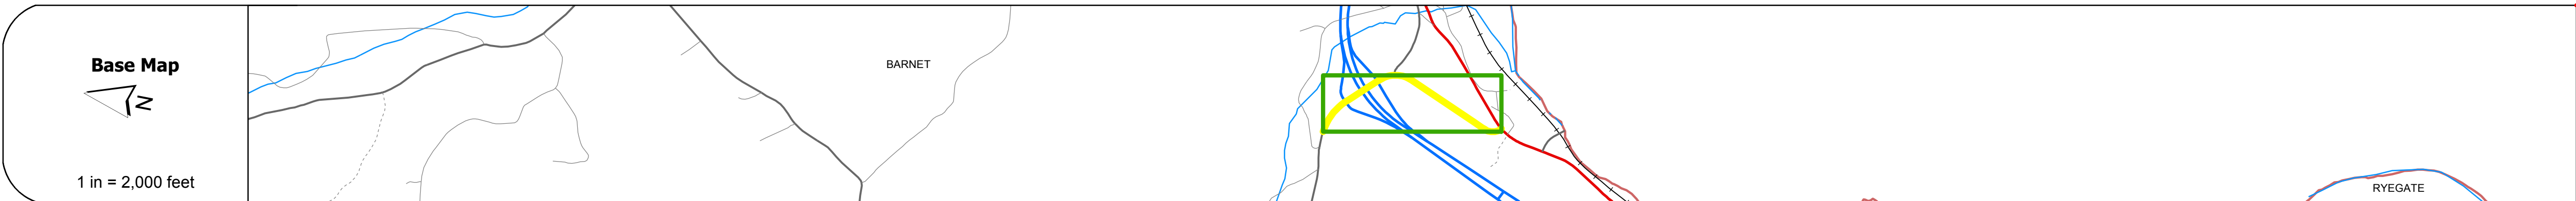 Base Map
N
1 in = 2,000 feet
BARNET
RYEGATE